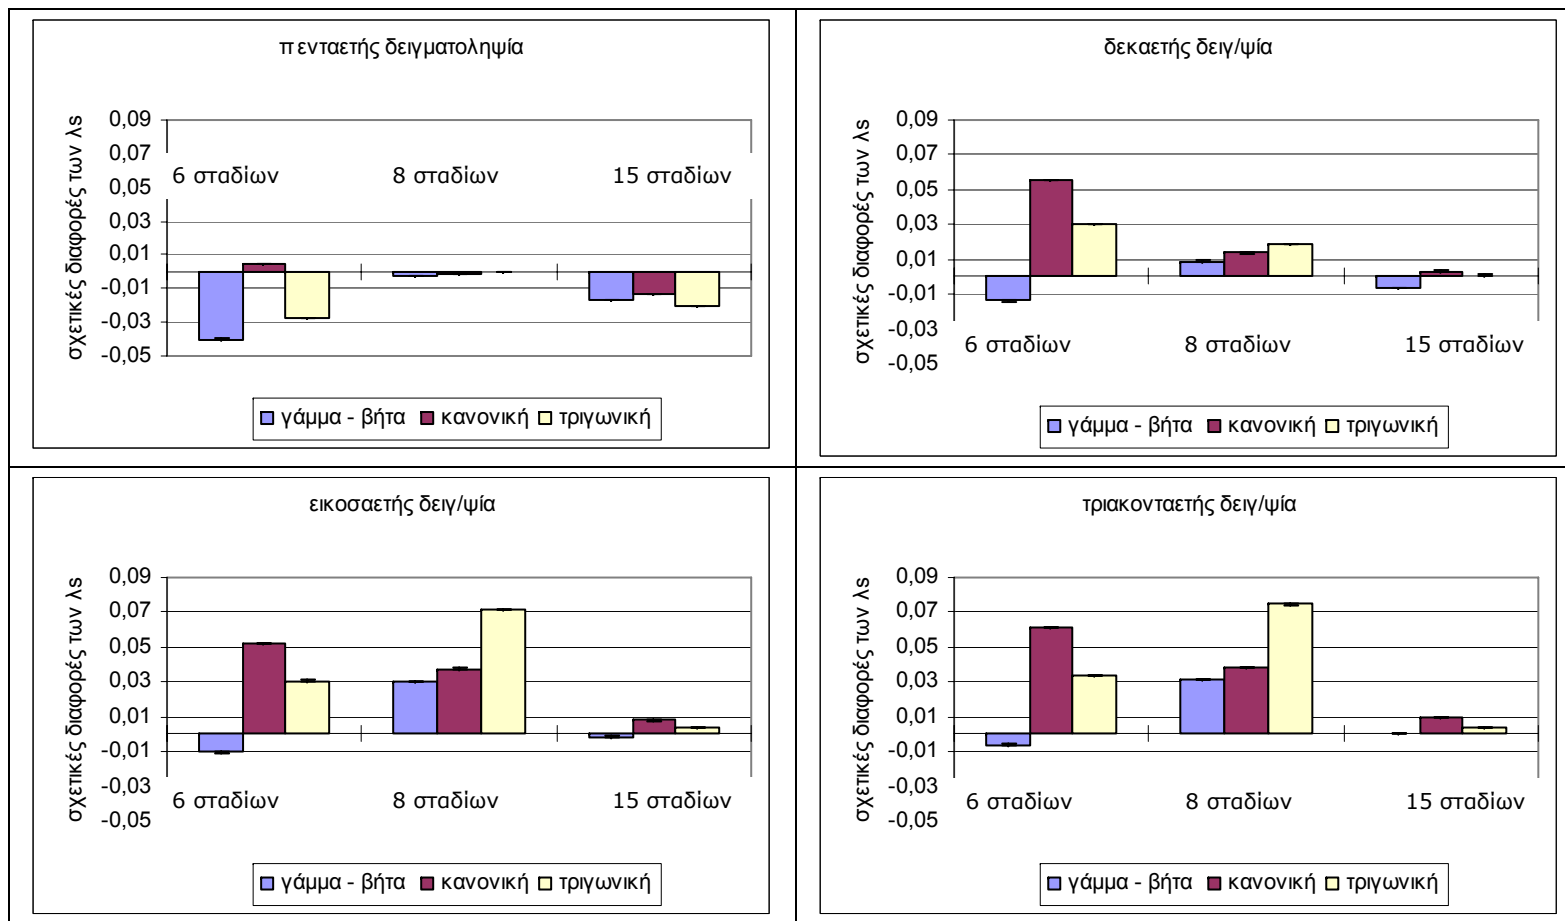 πενταετής δειγματοληψία
σχετικές διαφορές των λs
0,09
0,07
0,05
0,03
0,01
-0,01
-0,03
-0,05
6 σταδίων 8 σταδίων 15 σταδίων
γάμμα - βήτα κανονική τριγωνική
δεκαετής δειγ/ψία
σχετικές διαφορές των λs
0,09
0,07
0,05
0,03
0,01
-0,01
-0,03
-0,05
6 σταδίων 8 σταδίων 15 σταδίων
γάμμα - βήτα κανονική τριγωνική
εικοσαετής δειγ/ψία
σχετικές διαφορές των λs
0,09
0,07
0,05
0,03
0,01
-0,01
-0,03
-0,05
6 σταδίων 8 σταδίων 15 σταδίων
γάμμα - βήτα κανονική τριγωνική
τριακονταετής δειγ/ψία
σχετικές διαφορές των λs
0,09
0,07
0,05
0,03
0,01
-0,01
-0,03
-0,05
6 σταδίων 8 σταδίων 15 σταδίων
γάμμα - βήτα κανονική τριγωνική